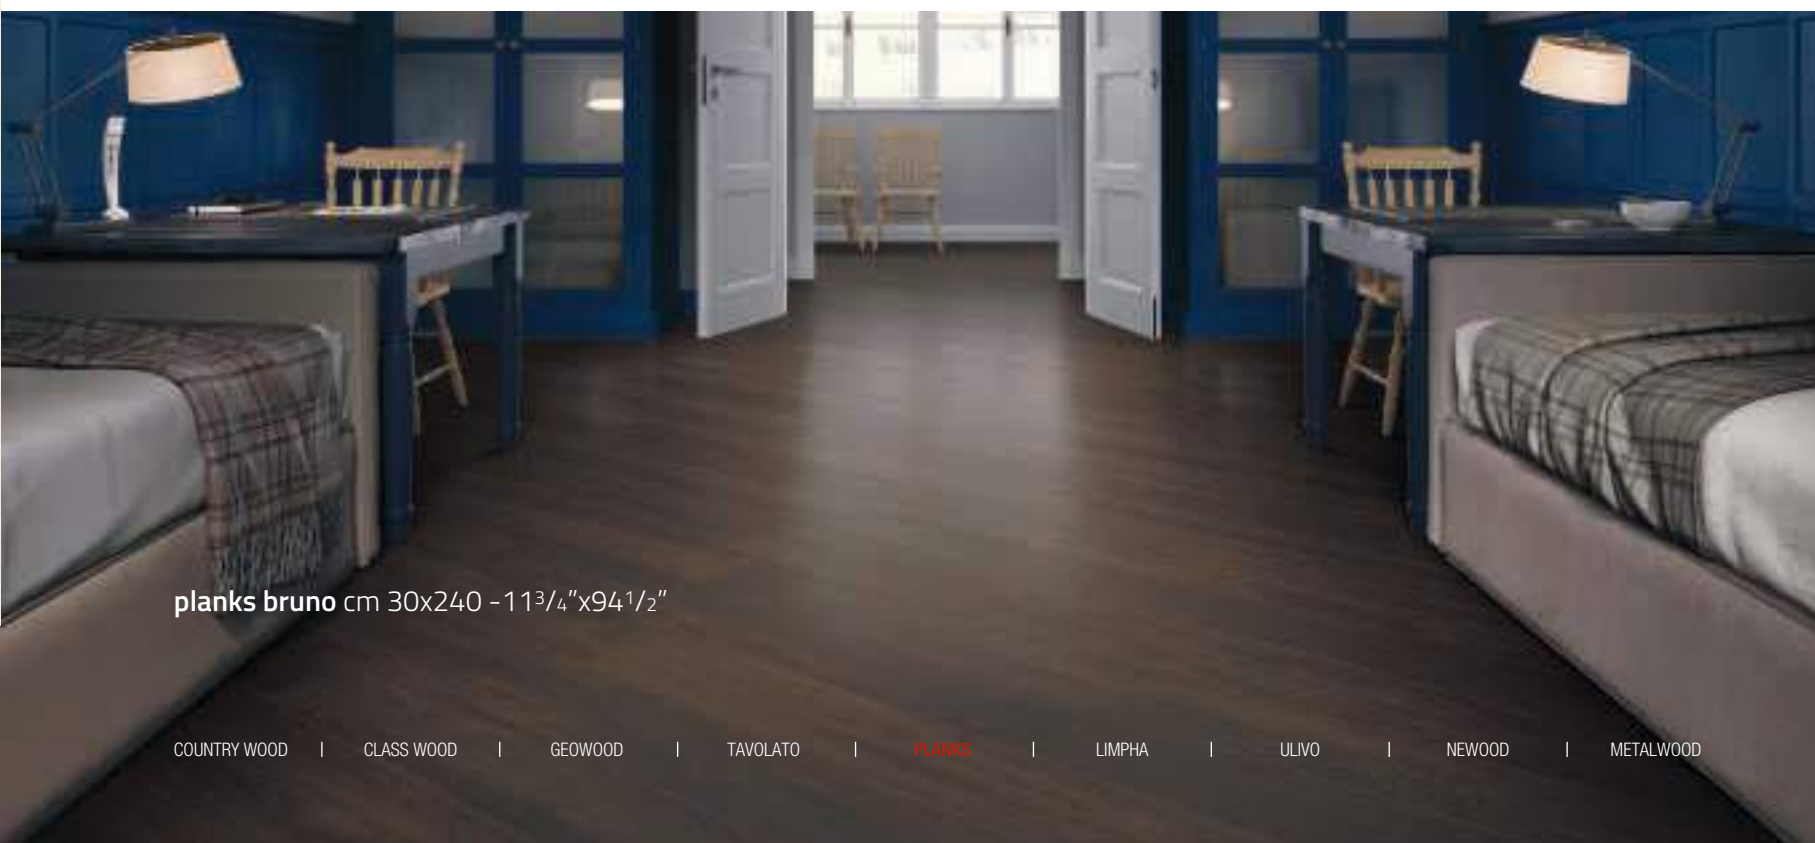 planks bruno cm 30x240 -11³/₄"x94¹/₂"
COUNTRY WOOD | CLASS WOOD | GEOWOOD | TAVOLATO | PLANKS | LIMPHA | ULIVO | NEWOOD | METALWOOD